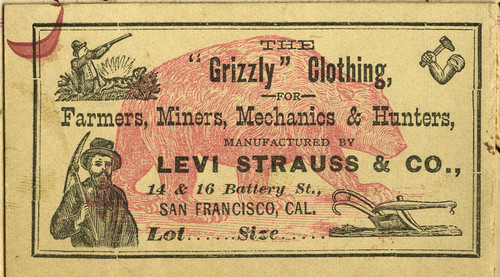 THE
"Grizzly" Clothing,
—FOR—
Farmers, Miners, Mechanics & Hunters,
MANUFACTURED BY
LEVI STRAUSS & CO.,
14 & 16 Battery St.,
SAN FRANCISCO, CAL.
Lot......Size......